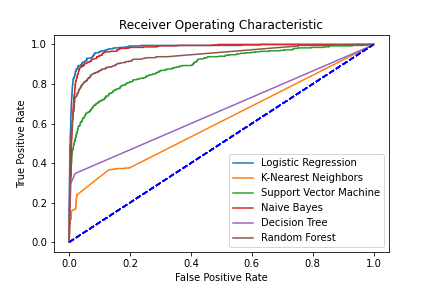 Receiver Operating Characteristic
True Positive Rate
1.0
0.8
0.6
0.4
0.2
0.0
Logistic Regression
K-Nearest Neighbors
Support Vector Machine
Naive Bayes
Decision Tree
Random Forest
0.0 0.2 0.4 0.6 0.8 1.0
False Positive Rate